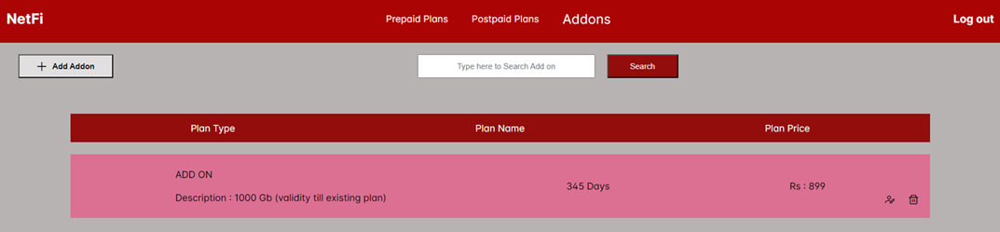 NetFi Prepaid Plans Postpaid Plans Addons Log out
Add Addon Type here to Search Add on Search
Plan Type Plan Name Plan Price
ADD ON
345 Days Rs : 899
Description : 1000 Gb (validity till existing plan)